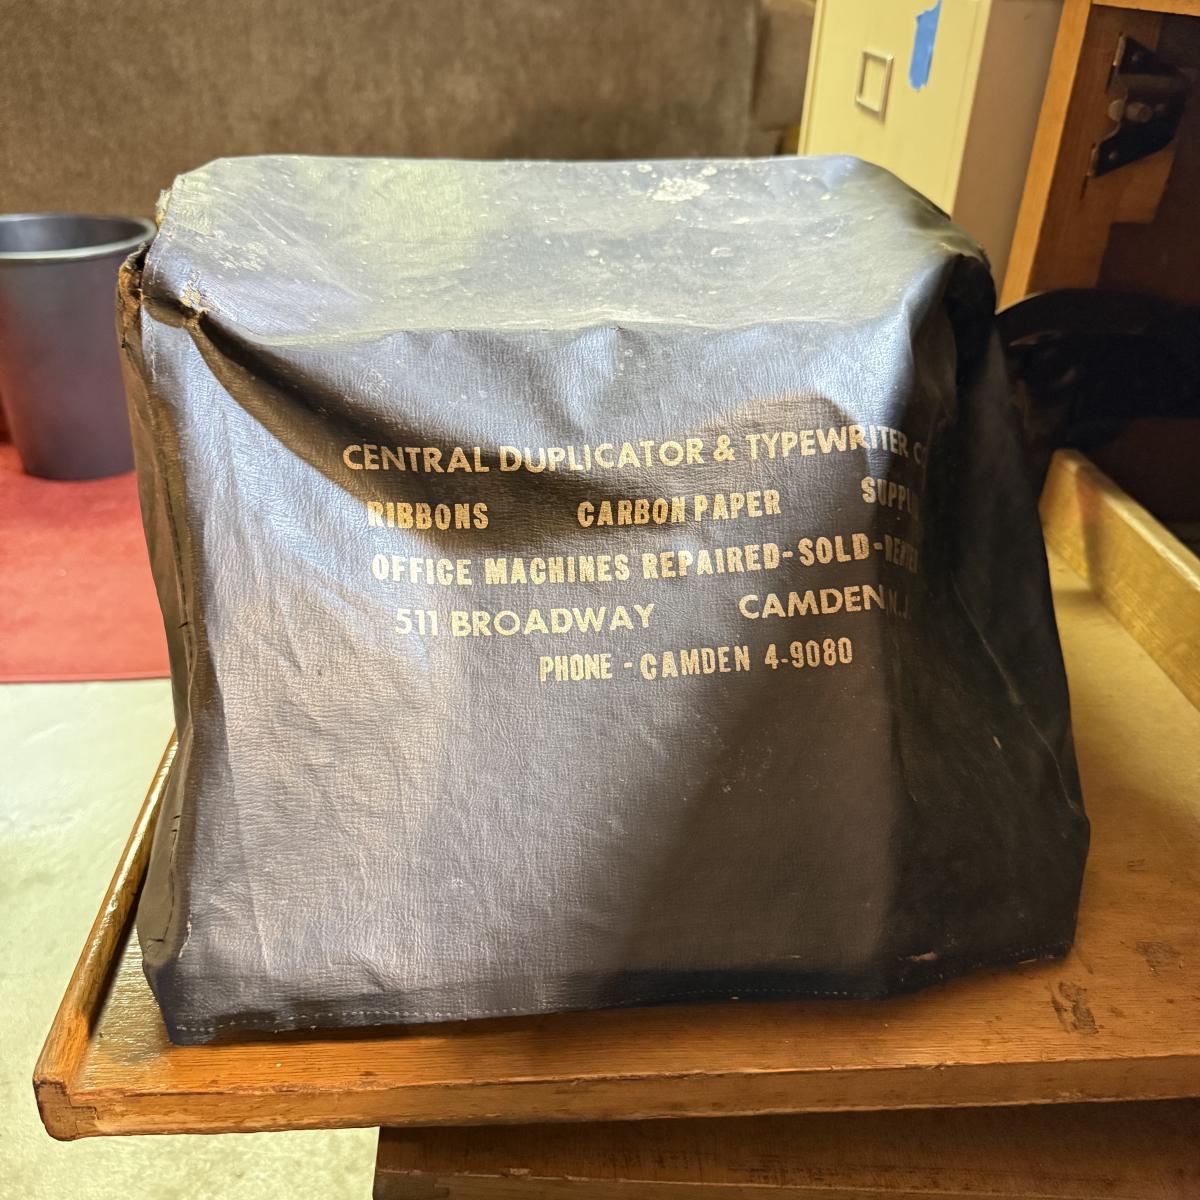 CENTRAL DUPLICATOR & TYPEWRITER
RIBBONS CARBON PAPER
OFFICE MACHINES REPAIRED-SOLD-
511 BROADWAY CAMDEN N.J.
PHONE - CAMDEN 4-9080